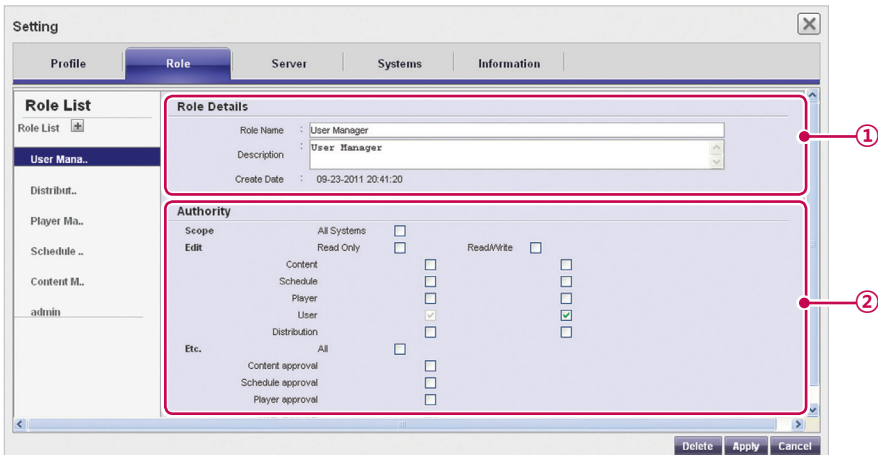 Setting
Profile Role Server Systems Information
Role List
Role List
User Mana..
Distribut..
Player Ma..
Schedule ..
Content M..
admin
Role Details
Role Name : User Manager
Description : User Manager
Create Date : 09-23-2011 20:41:20
Authority
Scope All Systems
Edit Read Only Read/Write
Content
Schedule
Player
User
Distribution
Etc. All
Content approval
Schedule approval
Player approval
Delete Apply Cancel
①
②